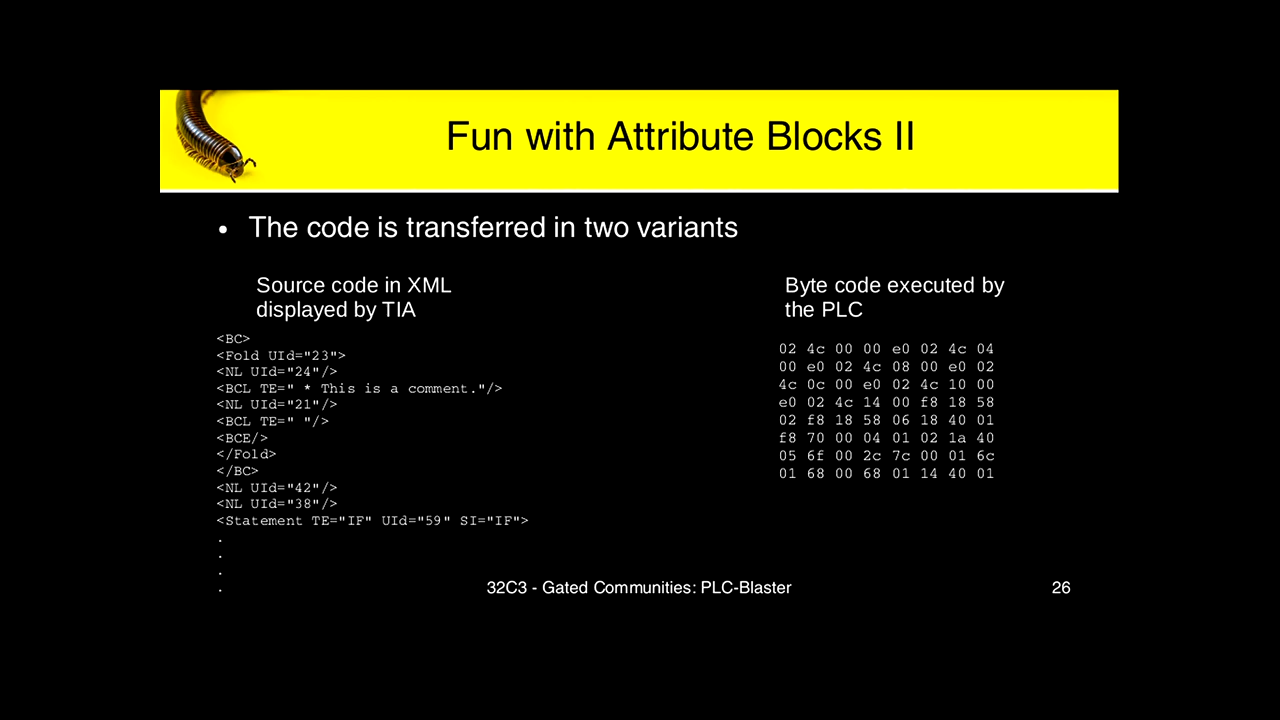 Fun with Attribute Blocks II
• The code is transferred in two variants
Source code in XML
displayed by TIA
<BC>
<Fold UId="23">
<NL UId="24"/>
<BCL TE=" * This is a comment."/>
<NL UId="21"/>
<BCL TE=" "/>
<BCE/>
</Fold>
</BC>
<NL UId="42"/>
<NL UId="38"/>
<Statement TE="IF" UId="59" SI="IF">
.
.
.
.
Byte code executed by
the PLC
02 4c 00 00 e0 02 4c 04
00 e0 02 4c 08 00 e0 02
4c 0c 00 e0 02 4c 10 00
e0 02 4c 14 00 f8 18 58
02 f8 18 58 06 18 40 01
f8 70 00 04 01 02 1a 40
05 6f 00 2c 7c 00 01 6c
01 68 00 68 01 14 40 01
32C3 - Gated Communities: PLC-Blaster
26